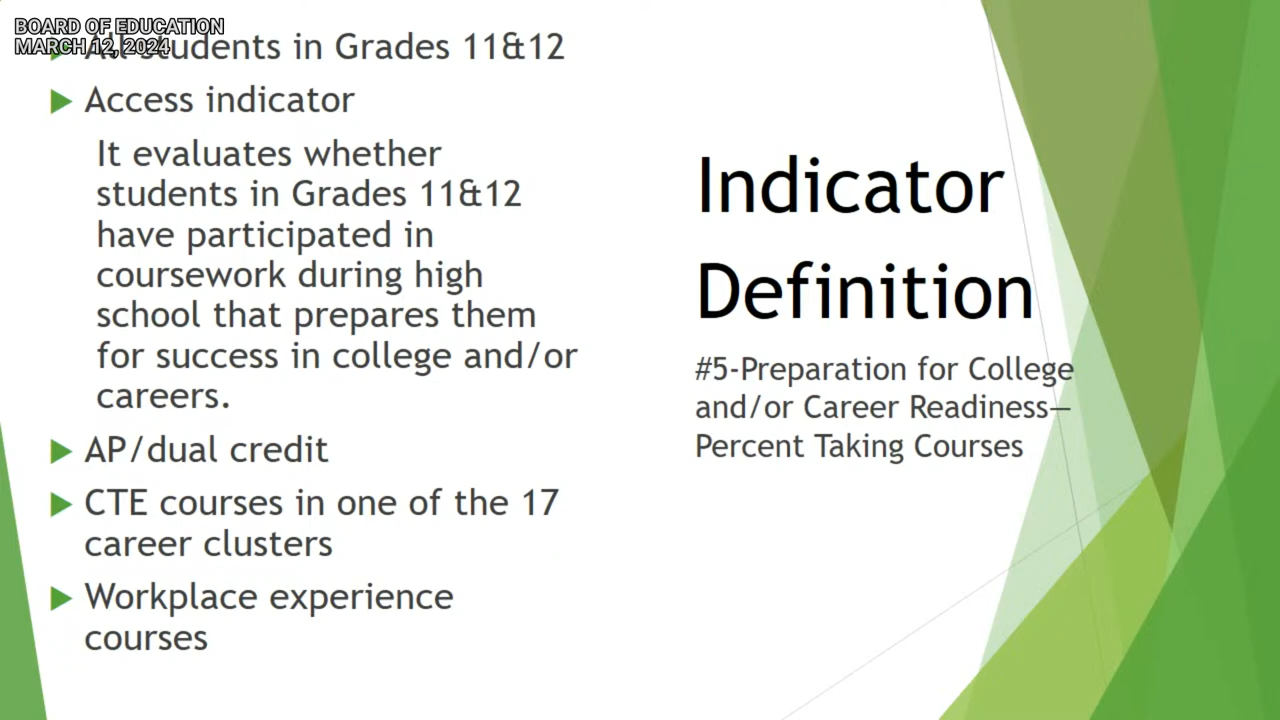 BOARD OF EDUCATION
MARCH 12, 2024
All students in Grades 11&12
Access indicator
It evaluates whether
students in Grades 11&12
have participated in
coursework during high
school that prepares them
for success in college and/or
careers.
AP/dual credit
CTE courses in one of the 17
career clusters
Workplace experience
courses
Indicator
Definition
#5-Preparation for College
and/or Career Readiness—
Percent Taking Courses